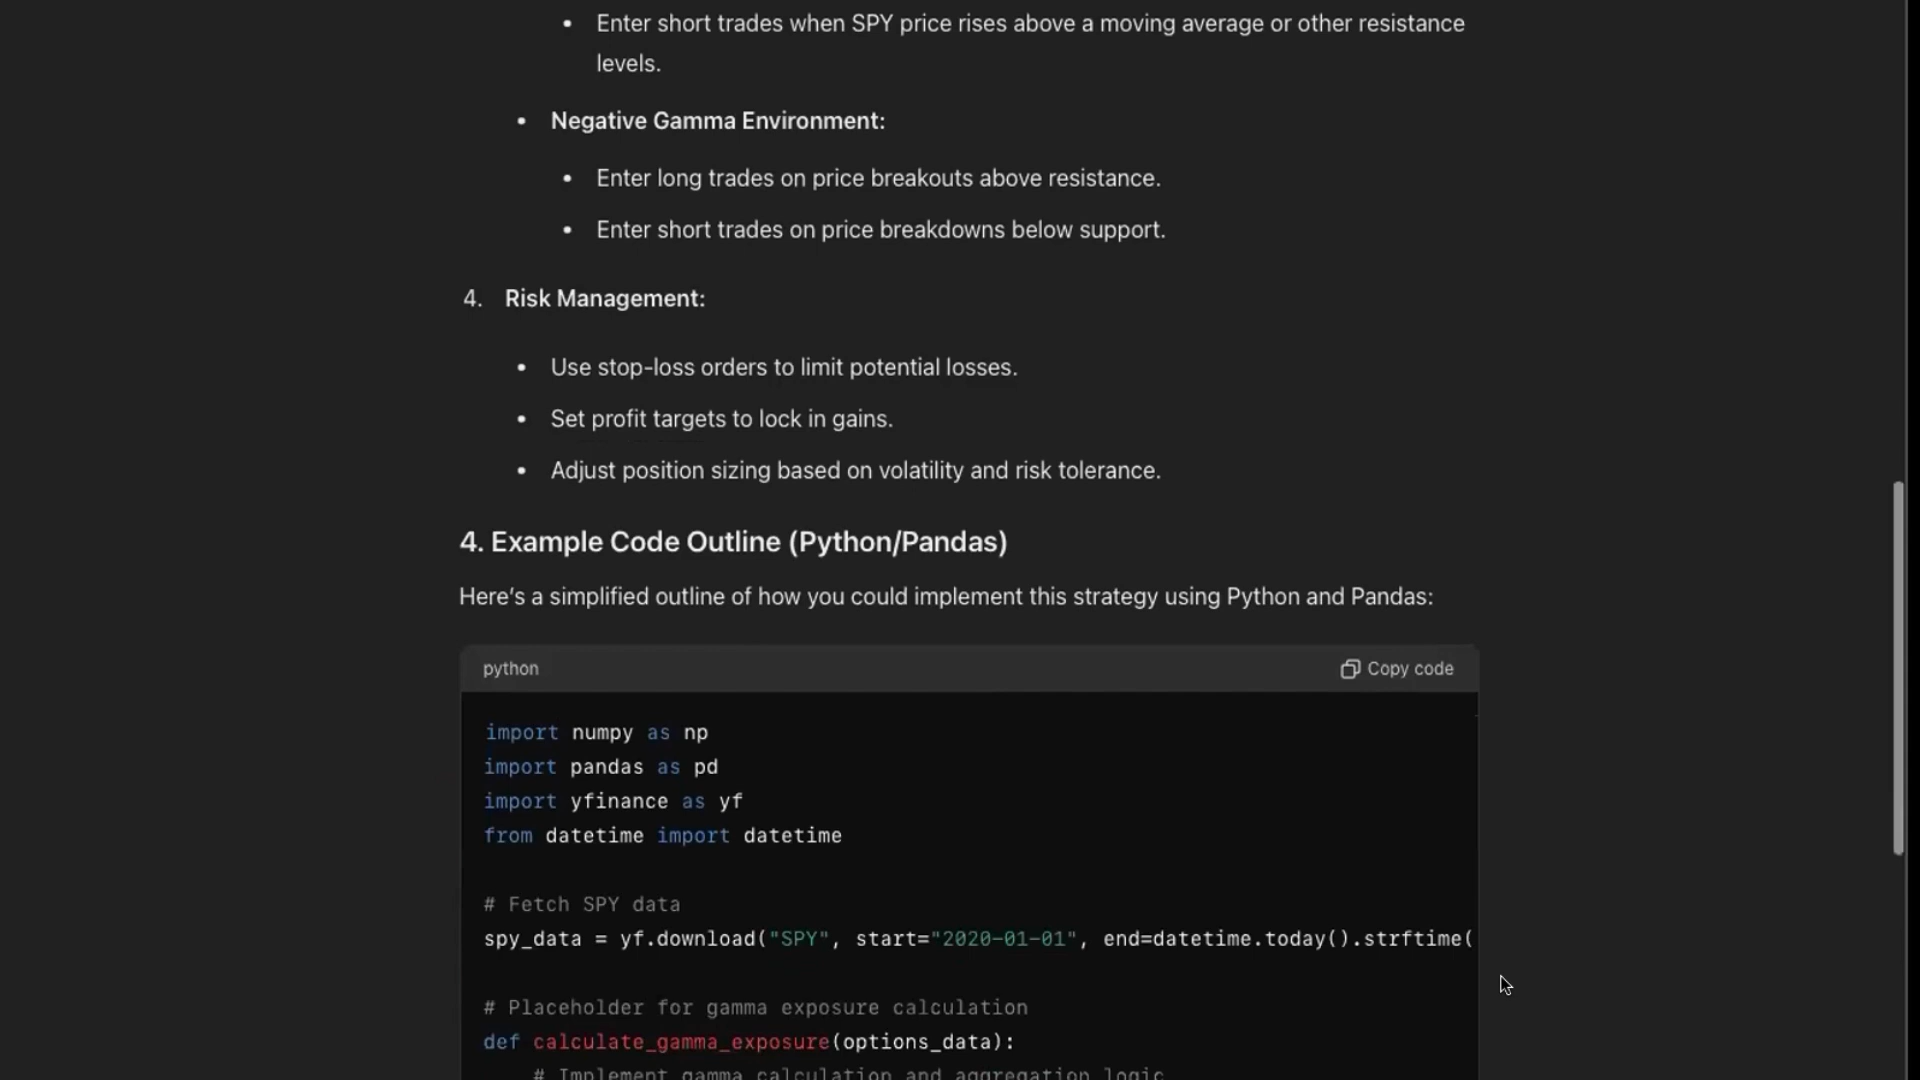 • Enter short trades when SPY price rises above a moving average or other resistance
levels.
• Negative Gamma Environment:
• Enter long trades on price breakouts above resistance.
• Enter short trades on price breakdowns below support.
4. Risk Management:
• Use stop-loss orders to limit potential losses.
• Set profit targets to lock in gains.
• Adjust position sizing based on volatility and risk tolerance.
4. Example Code Outline (Python/Pandas)
Here's a simplified outline of how you could implement this strategy using Python and Pandas:
python Copy code
import numpy as np
import pandas as pd
import yfinance as yf
from datetime import datetime
# Fetch SPY data
spy_data = yf.download("SPY", start="2020-01-01", end=datetime.today().strftime(
# Placeholder for gamma exposure calculation
def calculate_gamma_exposure(options_data):
# Implement gamma calculation and aggregation logic